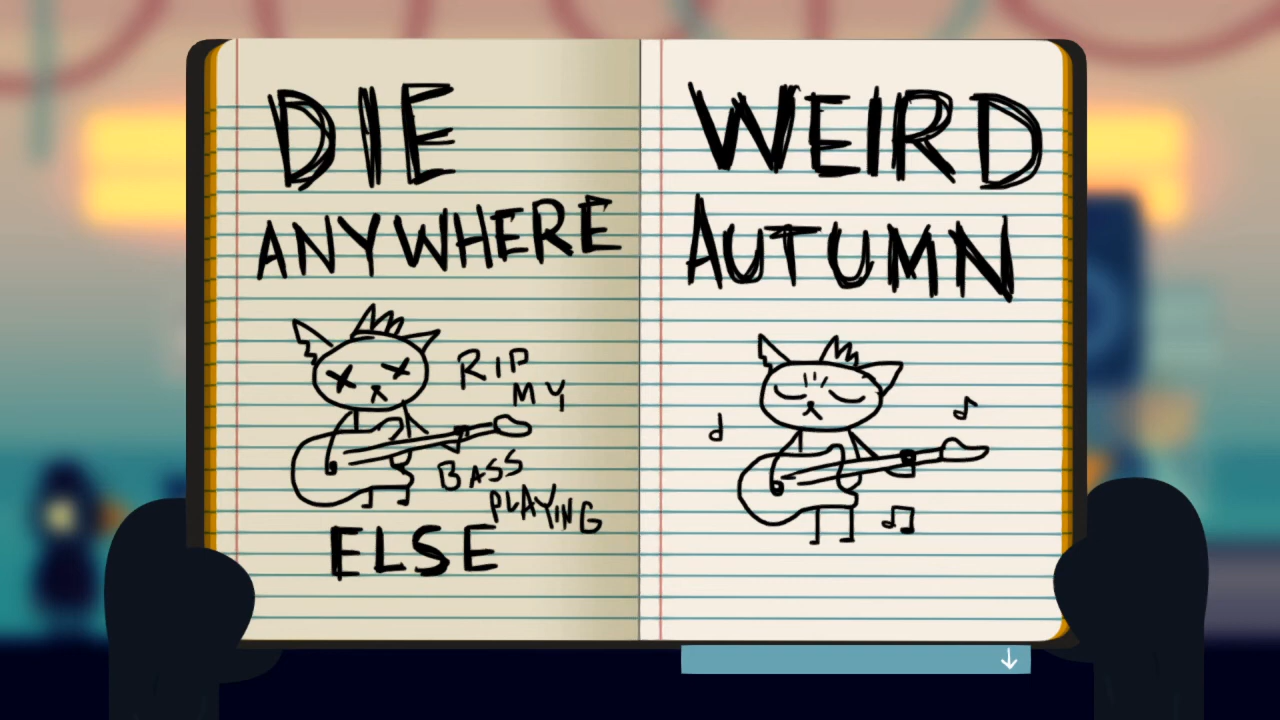 DIE
ANYWHERE
RIP
MY
BASS
PLAYING
ELSE
WEIRD
AUTUMN